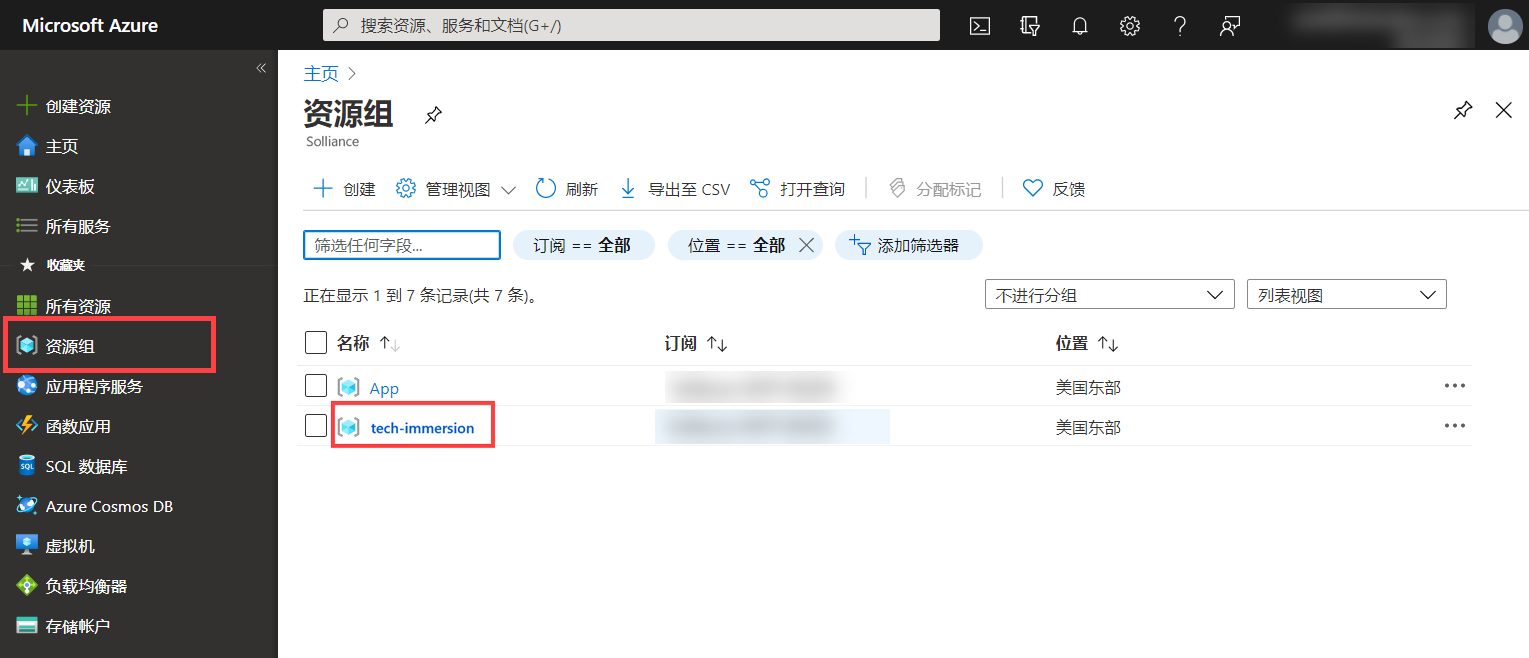 Microsoft Azure
搜索资源、服务和文档(G+/)
创建资源
主页
仪表板
所有服务
收藏夹
所有资源
资源组
应用程序服务
函数应用
SQL 数据库
Azure Cosmos DB
虚拟机
负载均衡器
存储帐户
主页
资源组
Solliance
创建 管理视图 刷新 导出至 CSV 打开查询 分配标记 反馈
筛选任何字段... 订阅 == 全部 位置 == 全部 添加筛选器
正在显示 1 到 7 条记录(共 7 条)。 不进行分组 列表视图
名称 订阅 位置
App 美国东部
tech-immersion 美国东部